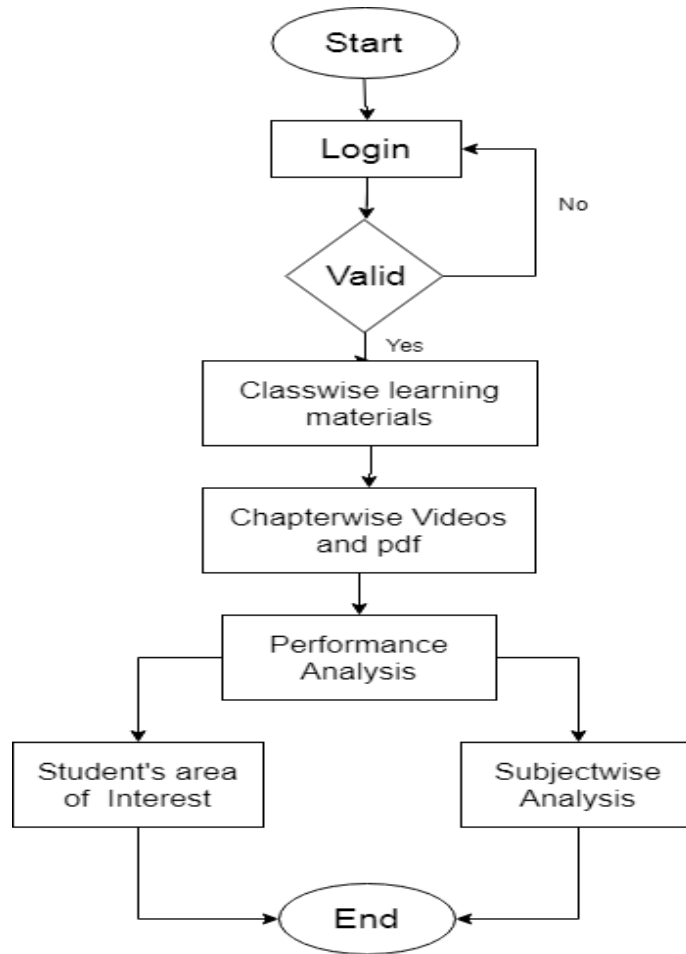 Start
Login
No
Valid
Yes
Classwise learning
materials
Chapterwise Videos
and pdf
Performance
Analysis
Student's area
of Interest
Subjectwise
Analysis
End